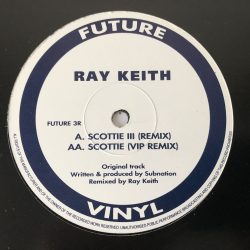 FUTURE
RAY KEITH
FUTURE 3R
A. SCOTTIE III (REMIX)
AA. SCOTTIE (VIP REMIX)
Original track
Written & produced by Subnation
Remixed by Ray Keith
VINYL